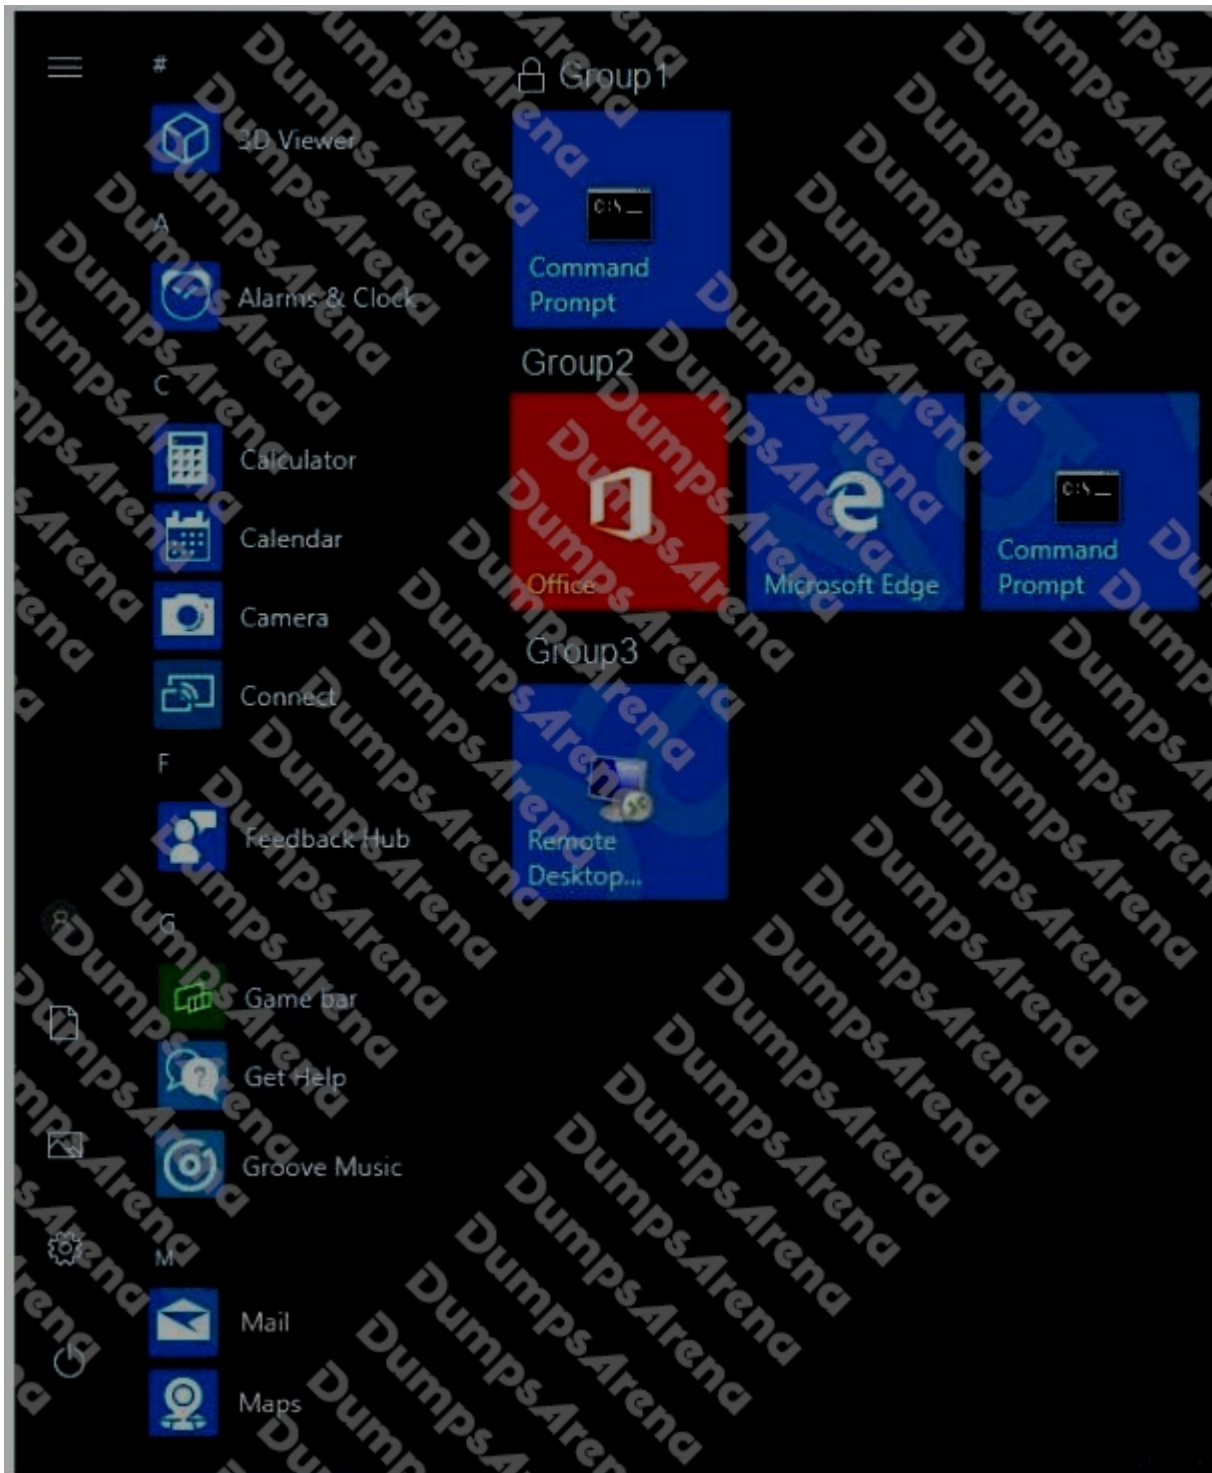 #
3D Viewer
A
Alarms & Clock
C
Calculator
Calendar
Camera
Connect
F
Feedback Hub
G
Game bar
Get Help
Groove Music
M
Mail
Maps
Group1
C:\_
Command
Prompt
Group2
Office
Microsoft Edge
C:\_
Command
Prompt
Group3
Remote
Desktop...
DumpsArena